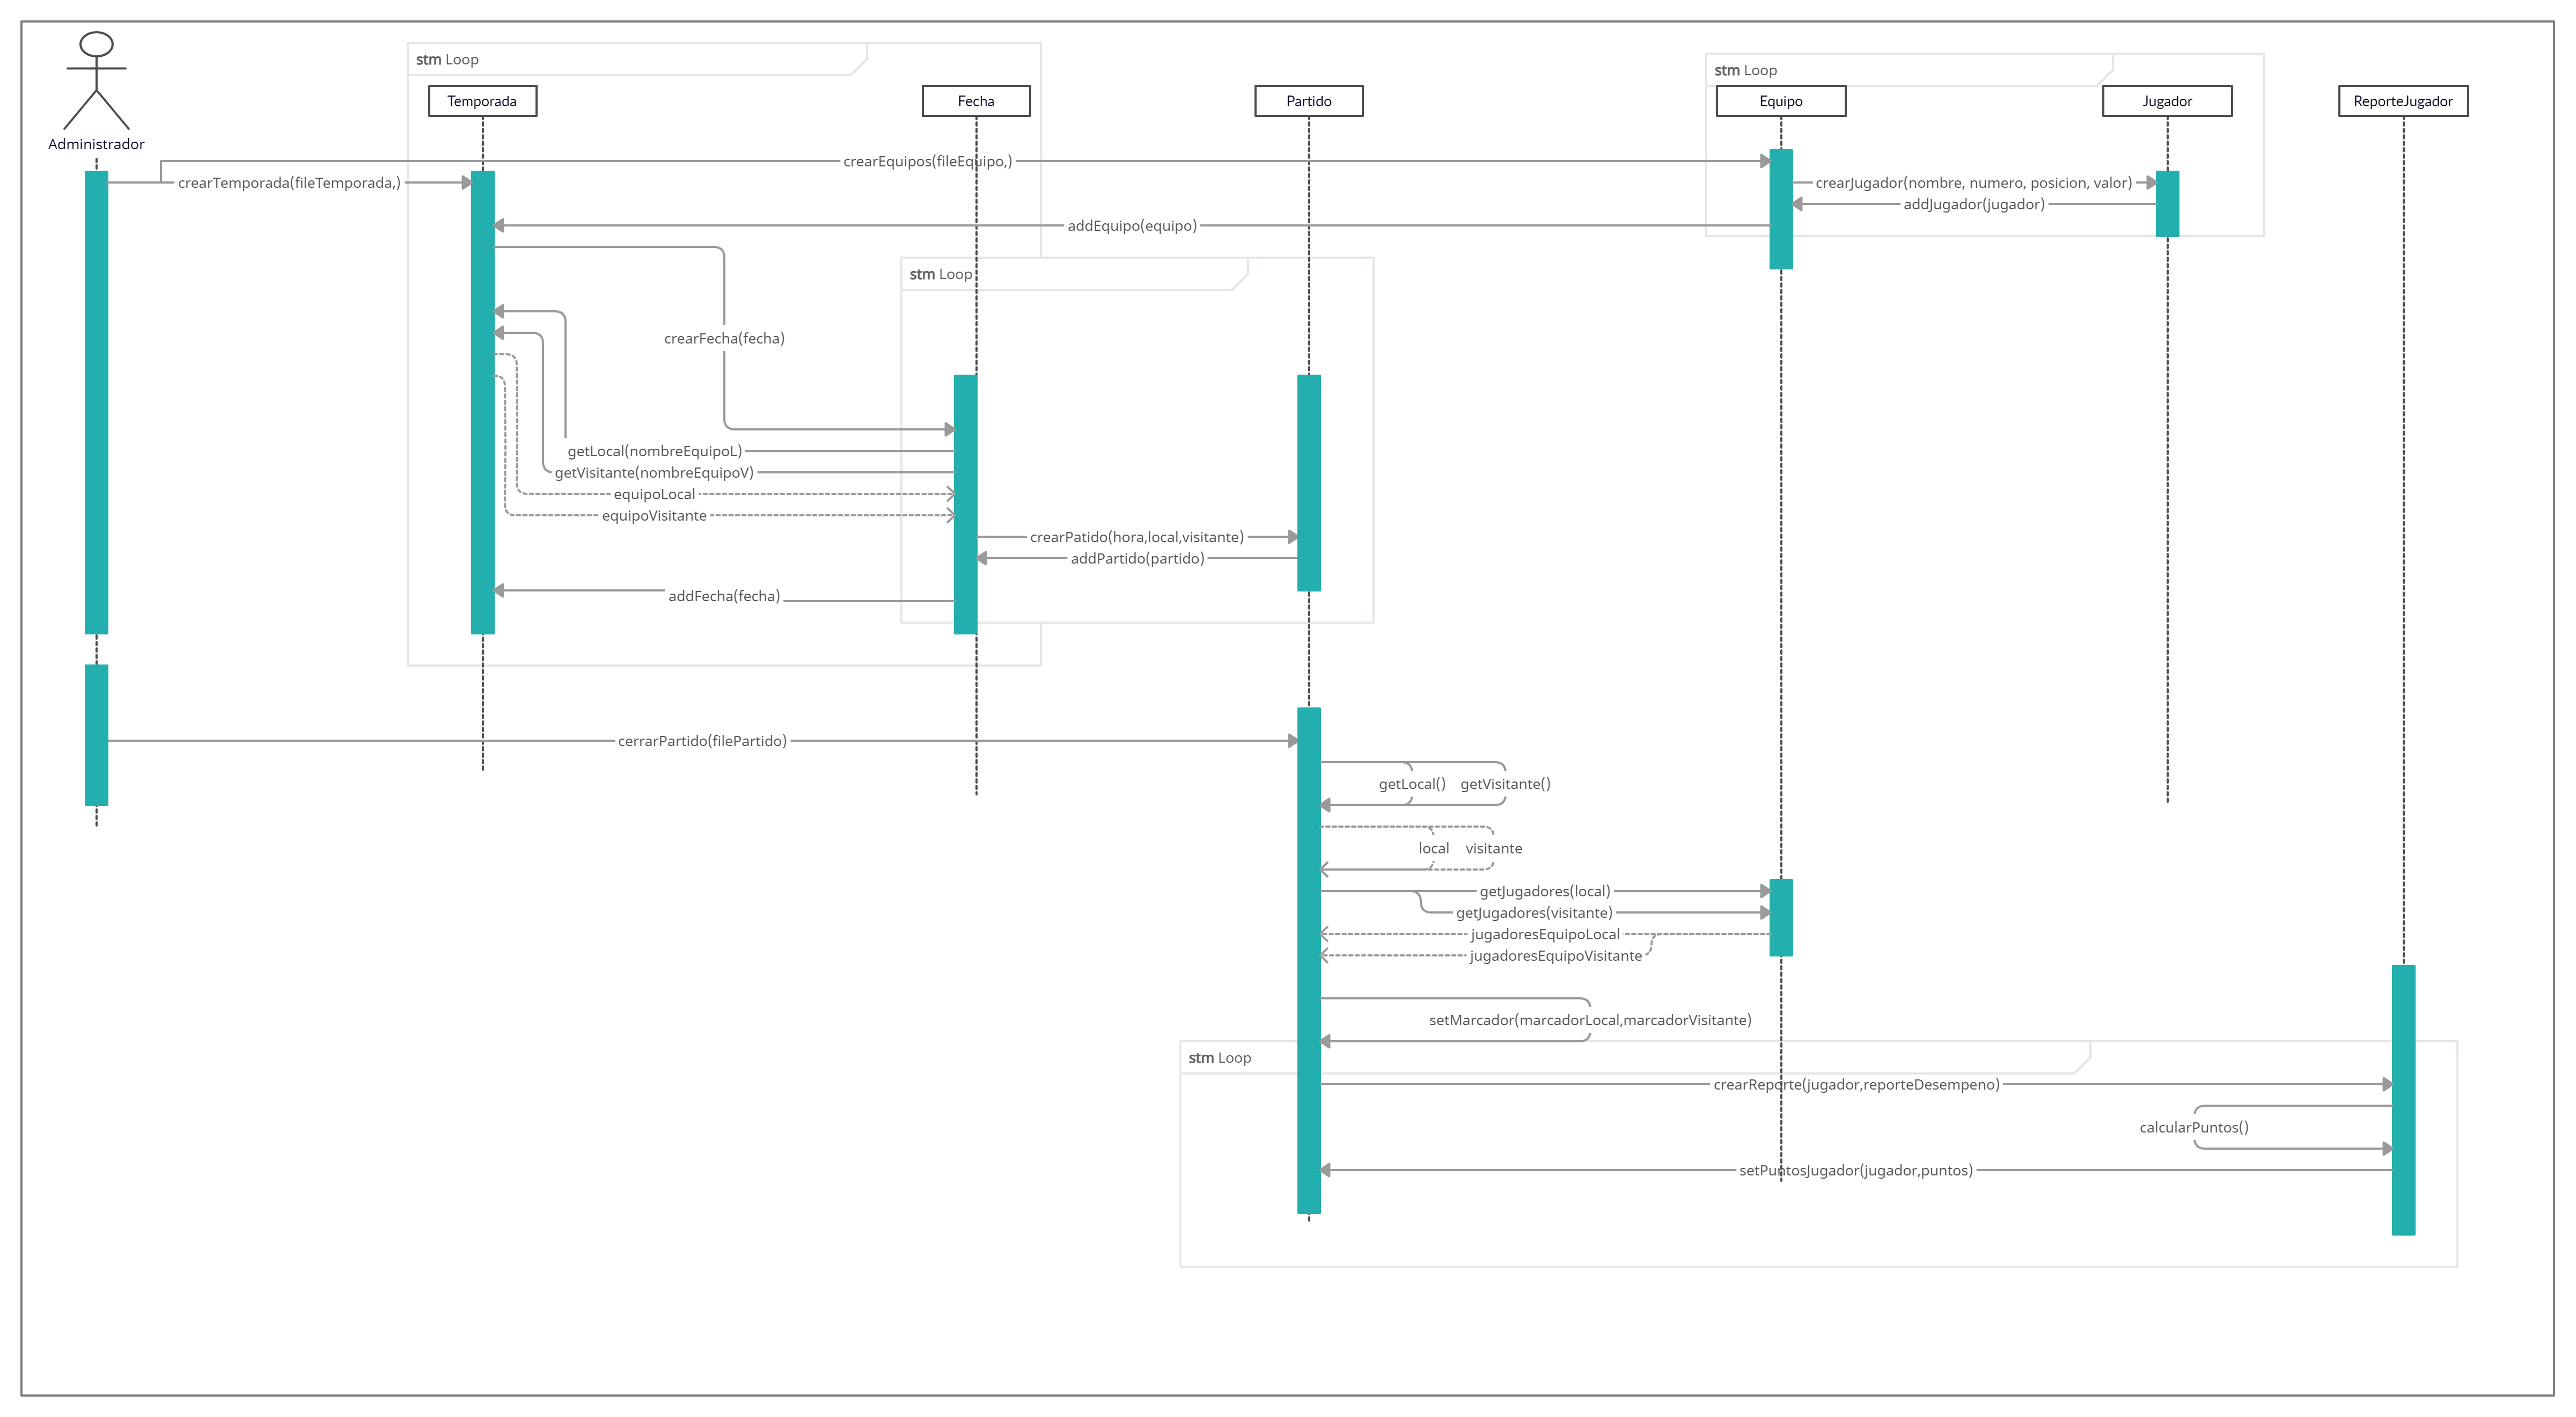 stm Loop
stm Loop
Temporada
Fecha
Partido
Equipo
Jugador
ReporteJugador
Administrador
crearEquipos(fileEquipo,)
crearTemporada(fileTemporada,)
crearJugador(nombre, numero, posicion, valor)
addJugador(jugador)
addEquipo(equipo)
stm Loop
crearFecha(fecha)
getLocal(nombreEquipoL)
getVisitante(nombreEquipoV)
equipoLocal
equipoVisitante
crearPatido(hora,local,visitante)
addPartido(partido)
addFecha(fecha)
cerrarPartido(filePartido)
getLocal()
getVisitante()
local
visitante
getJugadores(local)
getJugadores(visitante)
jugadoresEquipoLocal
jugadoresEquipoVisitante
setMarcador(marcadorLocal,marcadorVisitante)
stm Loop
crearReporte(jugador,reporteDesempeno)
calcularPuntos()
setPuntosJugador(jugador,puntos)